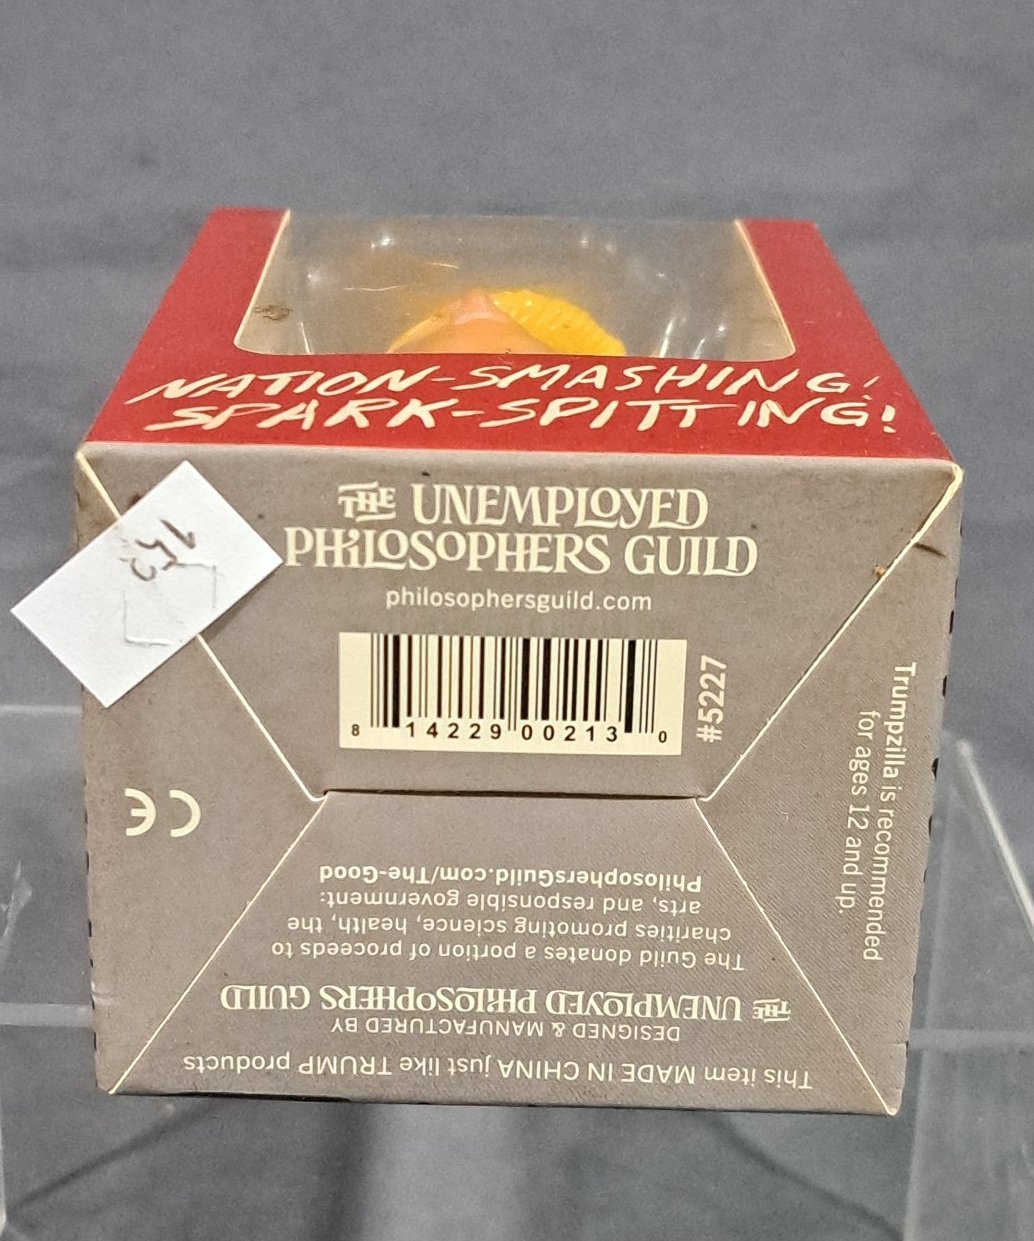 NATION-SMASHING!
SPARK-SPITTING!
THE UNEMPLOYED
PHiLOSOPHERS GUILD
philosophersguild.com
8 14229 00213 0
#5227
Trumpzilla is recommended
for ages 12 and up.
CE
This item MADE IN CHINA just like TRUMP products
DESIGNED & MANUFACTURED BY
THE UNEMPLOYED PHiLOSOPHERS GUILD
The Guild donates a portion of proceeds to
charities promoting science, health, the
arts, and responsible government:
PhilosophersGuild.com/The-Good